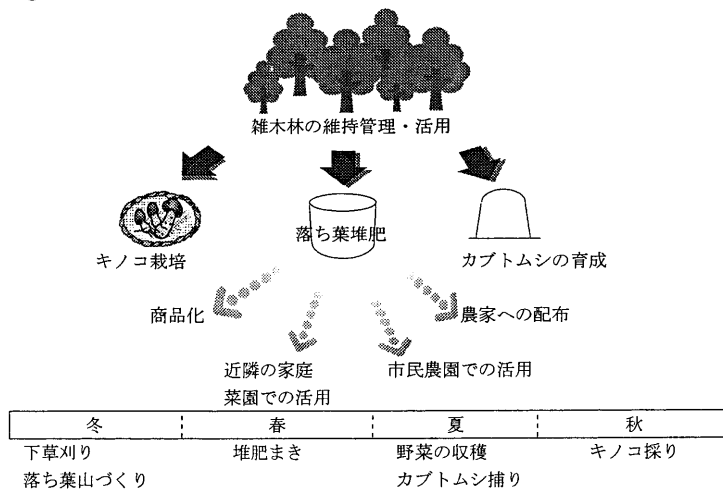 雑木林の維持管理・活用
キノコ栽培
落ち葉堆肥
カブトムシの育成
商品化
農家への配布
近隣の家庭
菜園での活用
市民農園での活用
冬 春 夏 秋
下草刈り 堆肥まき 野菜の収穫 キノコ採り
落ち葉山づくり カブトムシ捕り